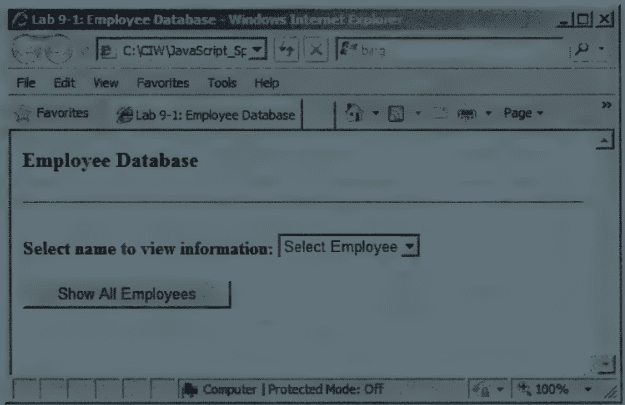 Lab 9-1: Employee Database - Windows Internet Explorer
C:\CIW\JavaScript_Sp
bing
File Edit View Favorites Tools Help
Favorites Lab 9-1: Employee Database Page »
Employee Database
Select name to view information: Select Employee
Show All Employees
Computer | Protected Mode: Off 100%